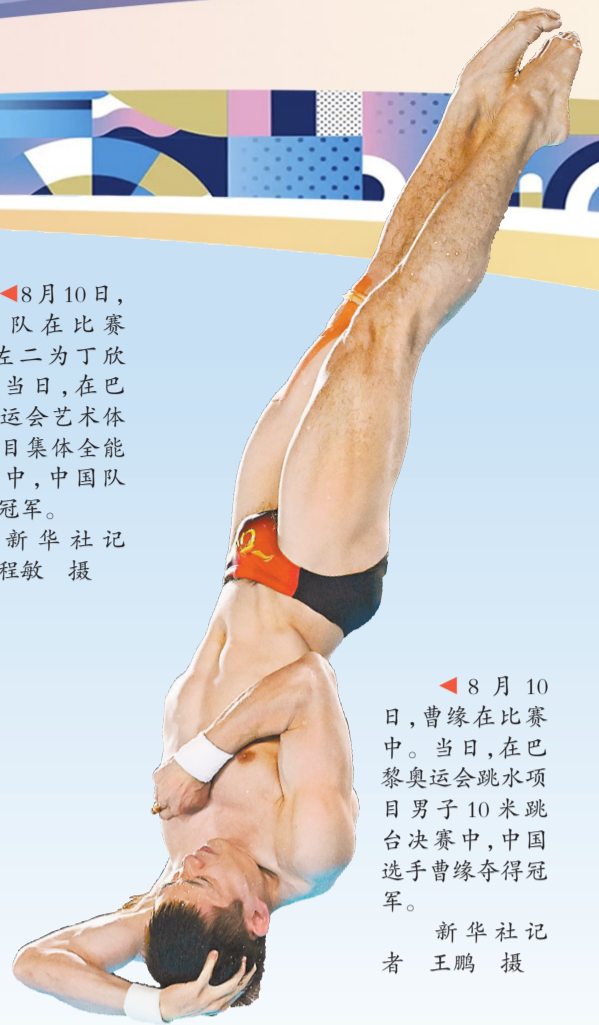 ◀8月10日,
队在比赛
左二为丁欣
当日,在巴
运会艺术体
目集体全能
中,中国队
冠军。
新华社记
程敏 摄
◀8月10
日,曹缘在比赛
中。当日,在巴
黎奥运会跳水项
目男子10米跳
台决赛中,中国
选手曹缘夺得冠
军。
新华社记
者 王鹏 摄